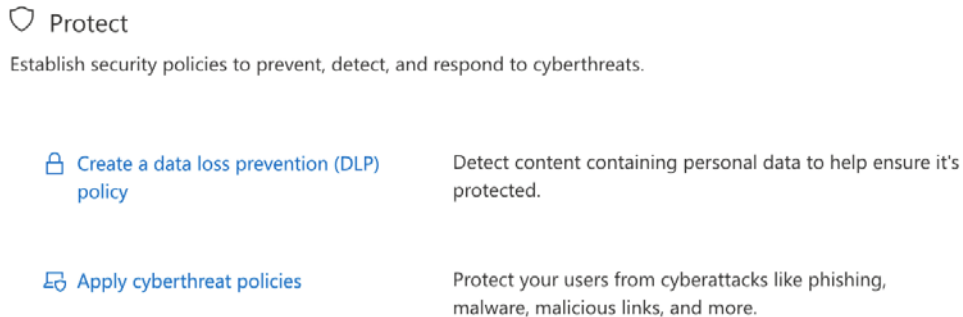 Protect
Establish security policies to prevent, detect, and respond to cyberthreats.
Create a data loss prevention (DLP)
policy
Detect content containing personal data to help ensure it's
protected.
Apply cyberthreat policies
Protect your users from cyberattacks like phishing,
malware, malicious links, and more.